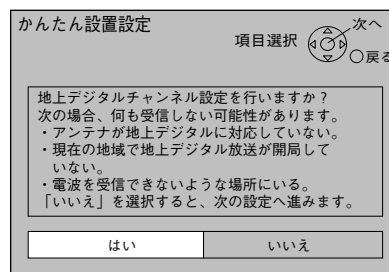 かんたん設置設定
項目選択
次へ
○戻る
地上デジタルチャンネル設定を行いますか？
次の場合、何も受信しない可能性があります。
・アンテナが地上デジタルに対応していない。
・現在の地域で地上デジタル放送が開局して
いない。
・電波を受信できないような場所にいる。
「いいえ」を選択すると、次の設定へ進みます。
はい
いいえ